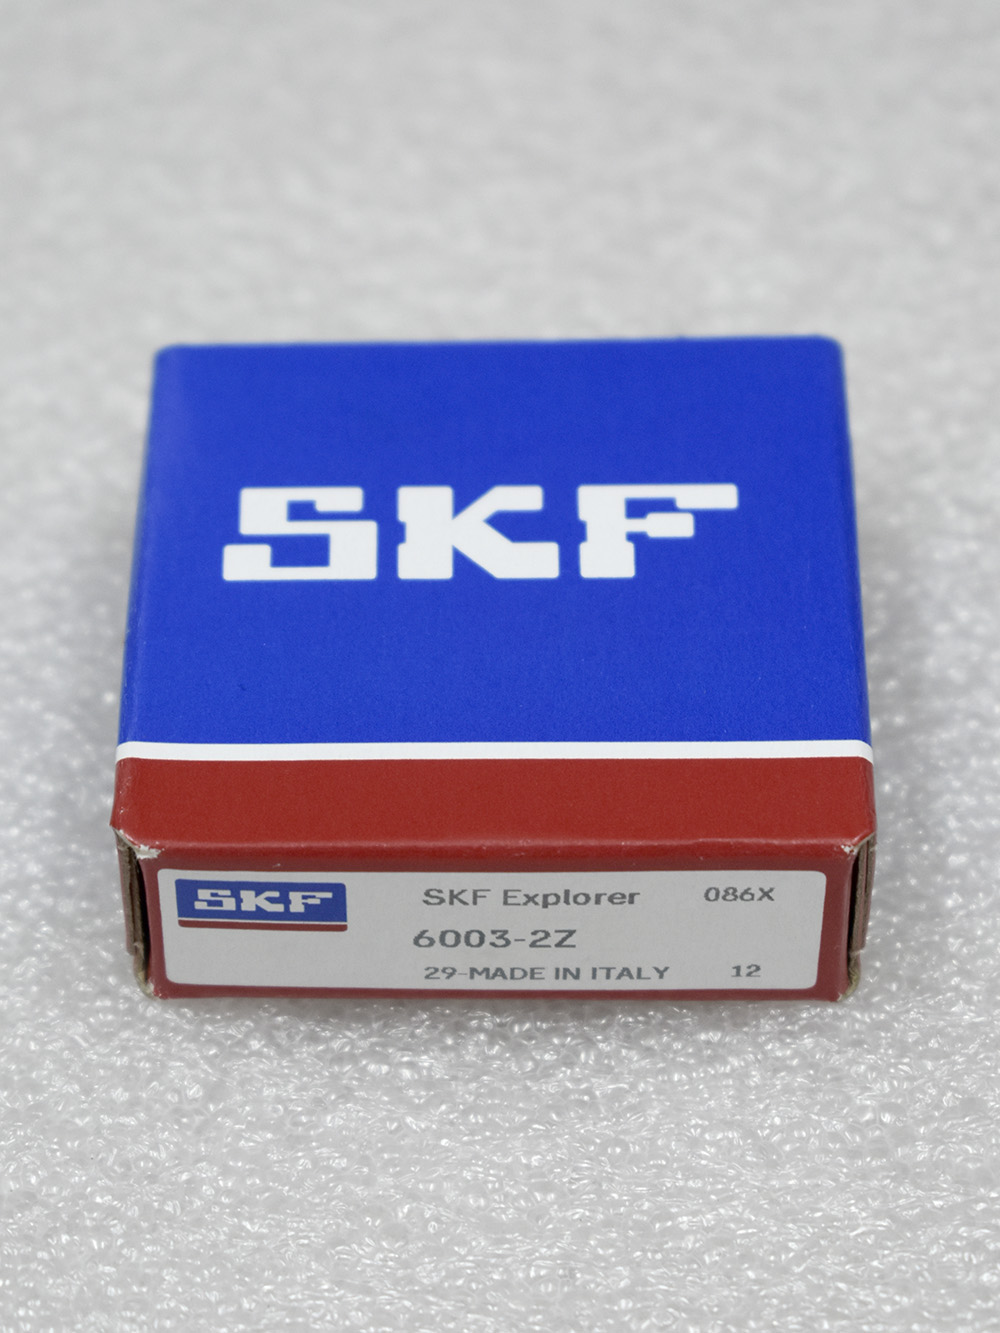 SKF
SKF
SKF Explorer 086X
6003-2Z
29-MADE IN ITALY 12